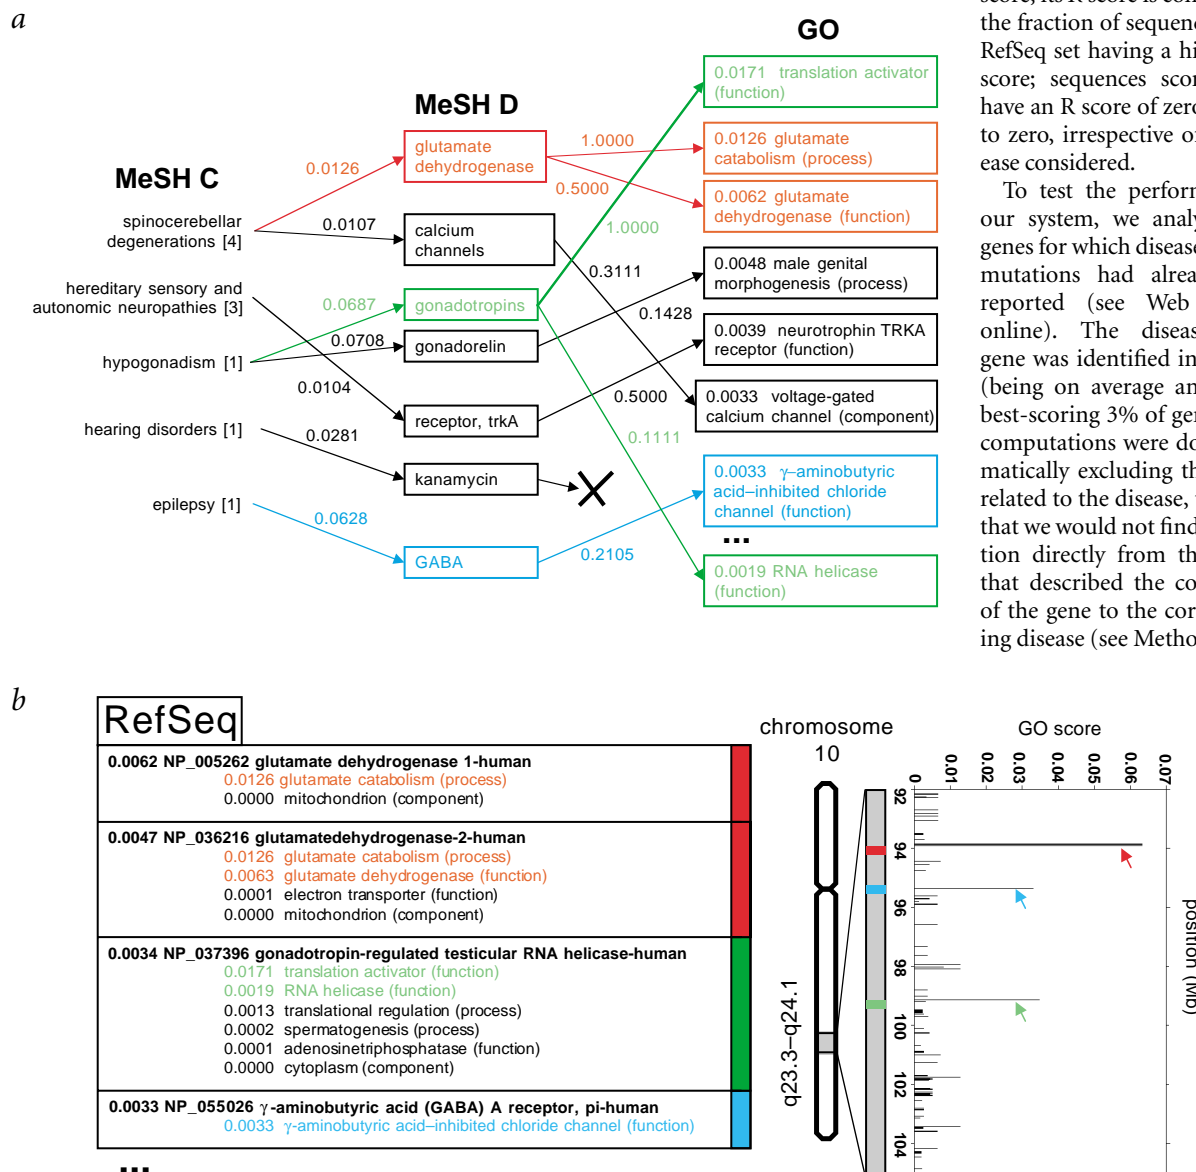 a
GO
MeSH D
MeSH C
spinocerebellar
degenerations [4]
hereditary sensory and
autonomic neuropathies [3]
hypogonadism [1]
hearing disorders [1]
epilepsy [1]
0.0126
0.0107
0.0687
0.0708
0.0104
0.0281
0.0628
glutamate
dehydrogenase
calcium
channels
gonadotropins
gonadorelin
receptor, trkA
kanamycin
GABA
1.0000
0.5000
1.0000
0.3111
0.1428
0.5000
0.1111
0.2105
0.0171 translation activator
(function)
0.0126 glutamate
catabolism (process)
0.0062 glutamate
dehydrogenase (function)
0.0048 male genital
morphogenesis (process)
0.0039 neurotrophin TRKA
receptor (function)
0.0033 voltage-gated
calcium channel (component)
0.0033 γ–aminobutyric
acid–inhibited chloride
channel (function)
...
0.0019 RNA helicase
(function)
the fraction of sequenc
RefSeq set having a hi
score; sequences scor
have an R score of zero
to zero, irrespective o
ease considered.
To test the perform
our system, we analy
genes for which disease
mutations had alrea
reported (see Web
online). The diseas
gene was identified in
(being on average an
best-scoring 3% of gen
computations were do
matically excluding th
related to the disease,
that we would not find
tion directly from th
that described the co
of the gene to the cor
ing disease (see Metho
b
RefSeq
0.0062 NP_005262 glutamate dehydrogenase 1-human
0.0126 glutamate catabolism (process)
0.0000 mitochondrion (component)
0.0047 NP_036216 glutamatedehydrogenase-2-human
0.0126 glutamate catabolism (process)
0.0063 glutamate dehydrogenase (function)
0.0001 electron transporter (function)
0.0000 mitochondrion (component)
0.0034 NP_037396 gonadotropin-regulated testicular RNA helicase-human
0.0171 translation activator (function)
0.0019 RNA helicase (function)
0.0013 translational regulation (process)
0.0002 spermatogenesis (process)
0.0001 adenosinetriphosphatase (function)
0.0000 cytoplasm (component)
0.0033 NP_055026 γ-aminobutyric acid (GABA) A receptor, pi-human
0.0033 γ-aminobutyric acid–inhibited chloride channel (function)
...
chromosome
10
q23.3–q24.1
GO score
0
0.01
0.02
0.03
0.04
0.05
0.06
0.07
92
94
96
98
100
102
104
position (Mb)